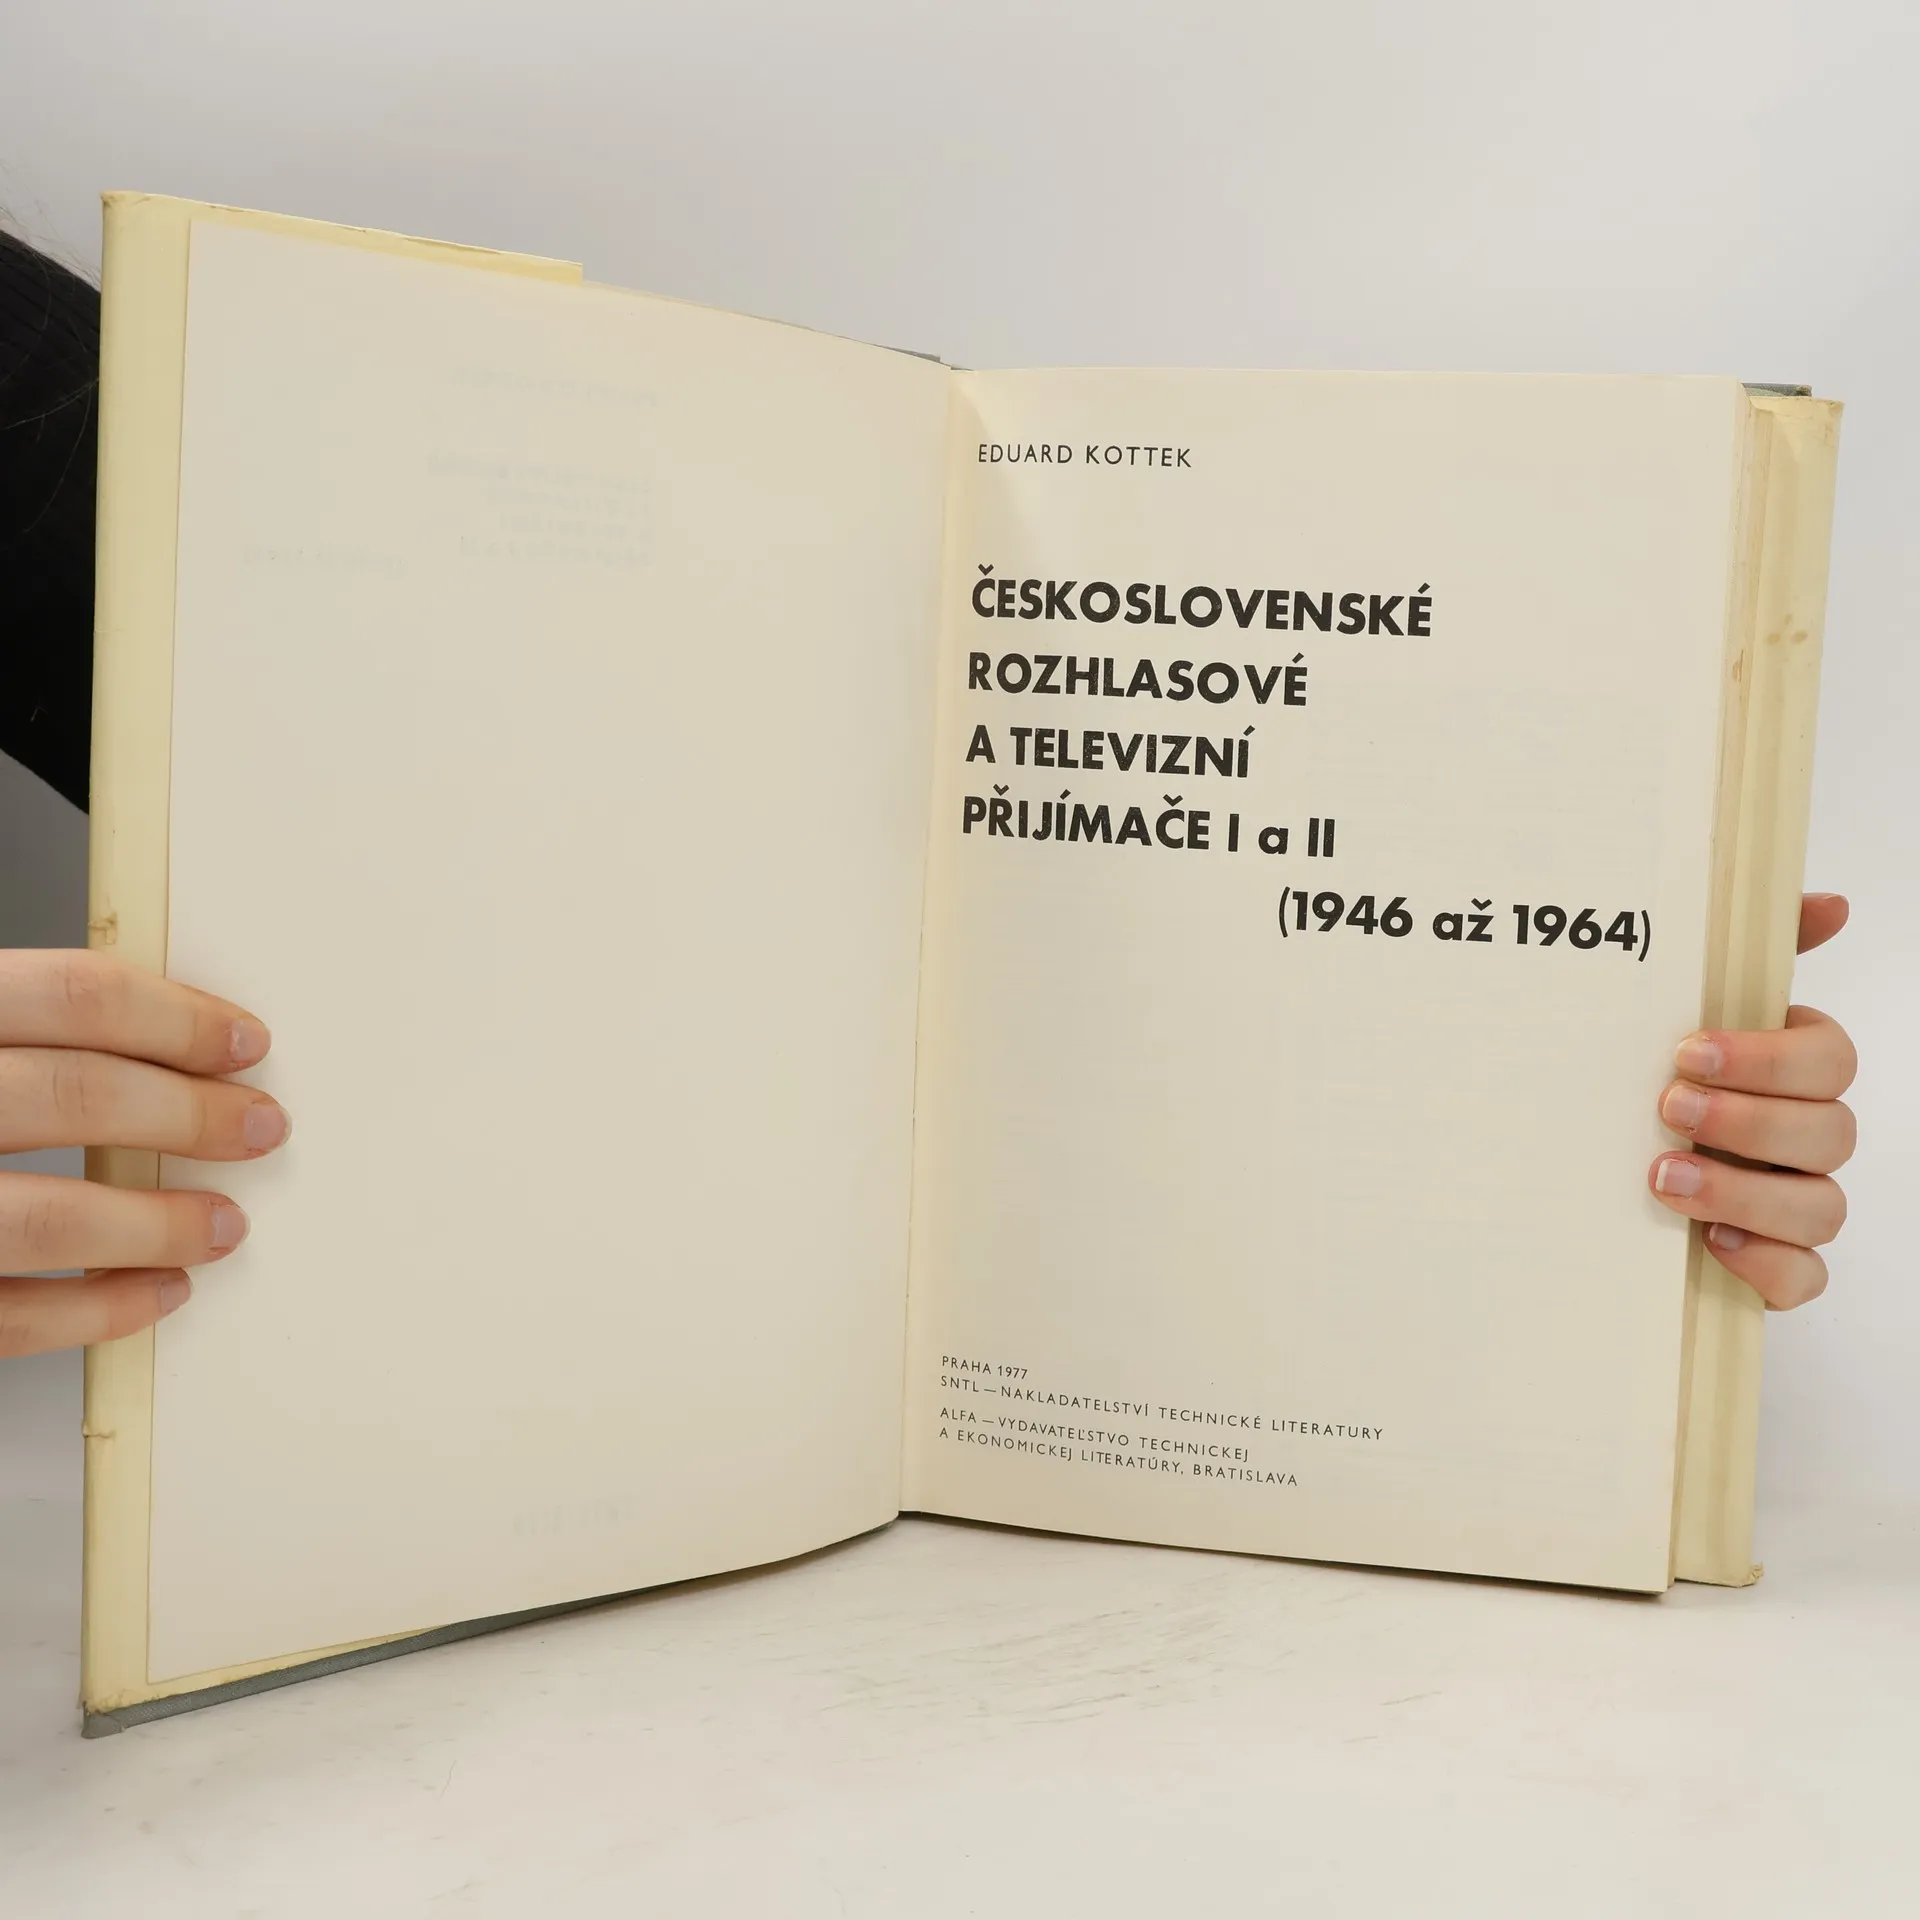 EDUARD KOTTEK
ČESKOSLOVENSKÉ
ROZHLASOVÉ
A TELEVIZNÍ
PŘIJÍMAČE I a II
(1946 až 1964)
PRAHA 1977
SNTL — NAKLADATELSTVÍ TECHNICKÉ LITERATURY
ALFA — VYDAVATEĽSTVO TECHNICKEJ
A EKONOMICKEJ LITERATÚRY, BRATISLAVA